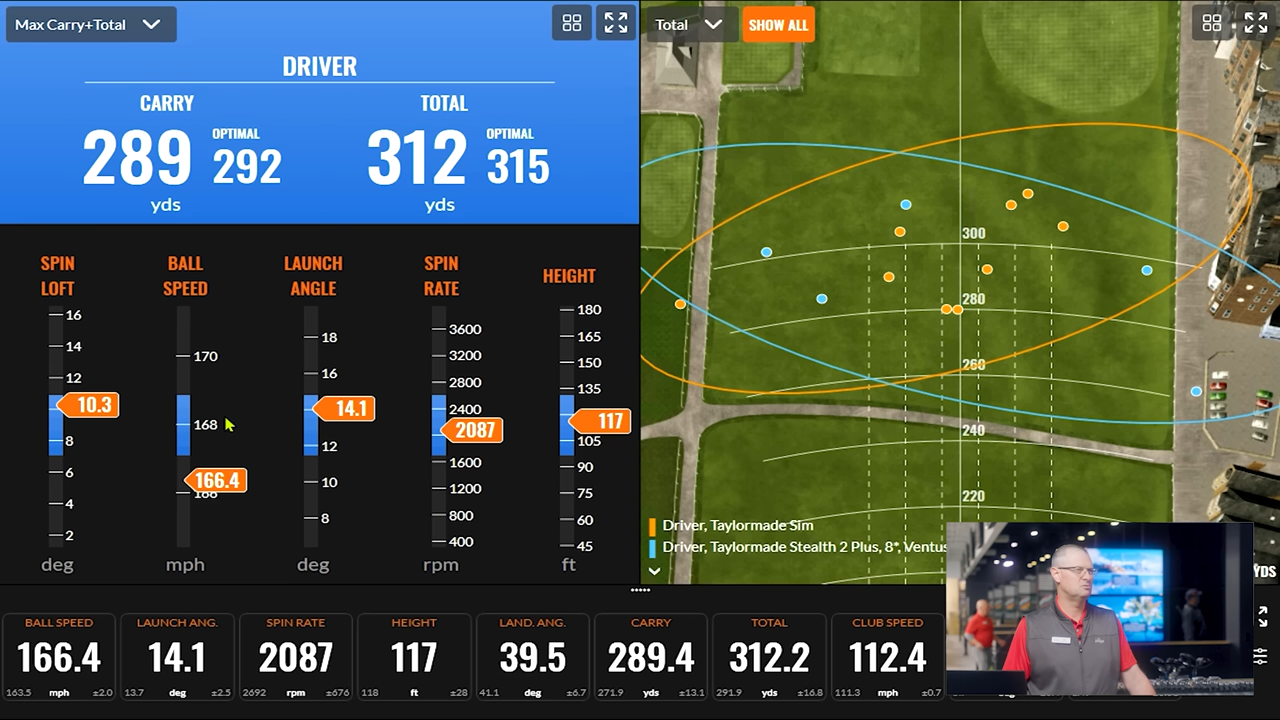 Max Carry+Total
DRIVER
CARRY
TOTAL
289 OPTIMAL 292
312 OPTIMAL 315
yds
yds
SPIN LOFT
BALL SPEED
LAUNCH ANGLE
SPIN RATE
HEIGHT
16
14
12
10.3
8
6
4
2
deg
170
168
166.4
166
mph
18
16
14.1
12
10
8
deg
3600
3200
2800
2400
2087
1600
1200
800
400
rpm
180
165
150
135
117
105
90
75
60
45
ft
Total
SHOW ALL
300
280
260
240
220
Driver, Taylormade Sim
Driver, Taylormade Stealth 2 Plus, 8°, Ventus
YDS
BALL SPEED
166.4
163.5 mph ±2.0
LAUNCH ANG.
14.1
13.7 deg ±2.5
SPIN RATE
2087
2692 rpm ±676
HEIGHT
117
118 ft ±28
LAND. ANG.
39.5
41.1 deg ±6.7
CARRY
289.4
271.9 yds ±13.1
TOTAL
312.2
291.9 yds ±16.8
CLUB SPEED
112.4
111.3 mph ±0.7